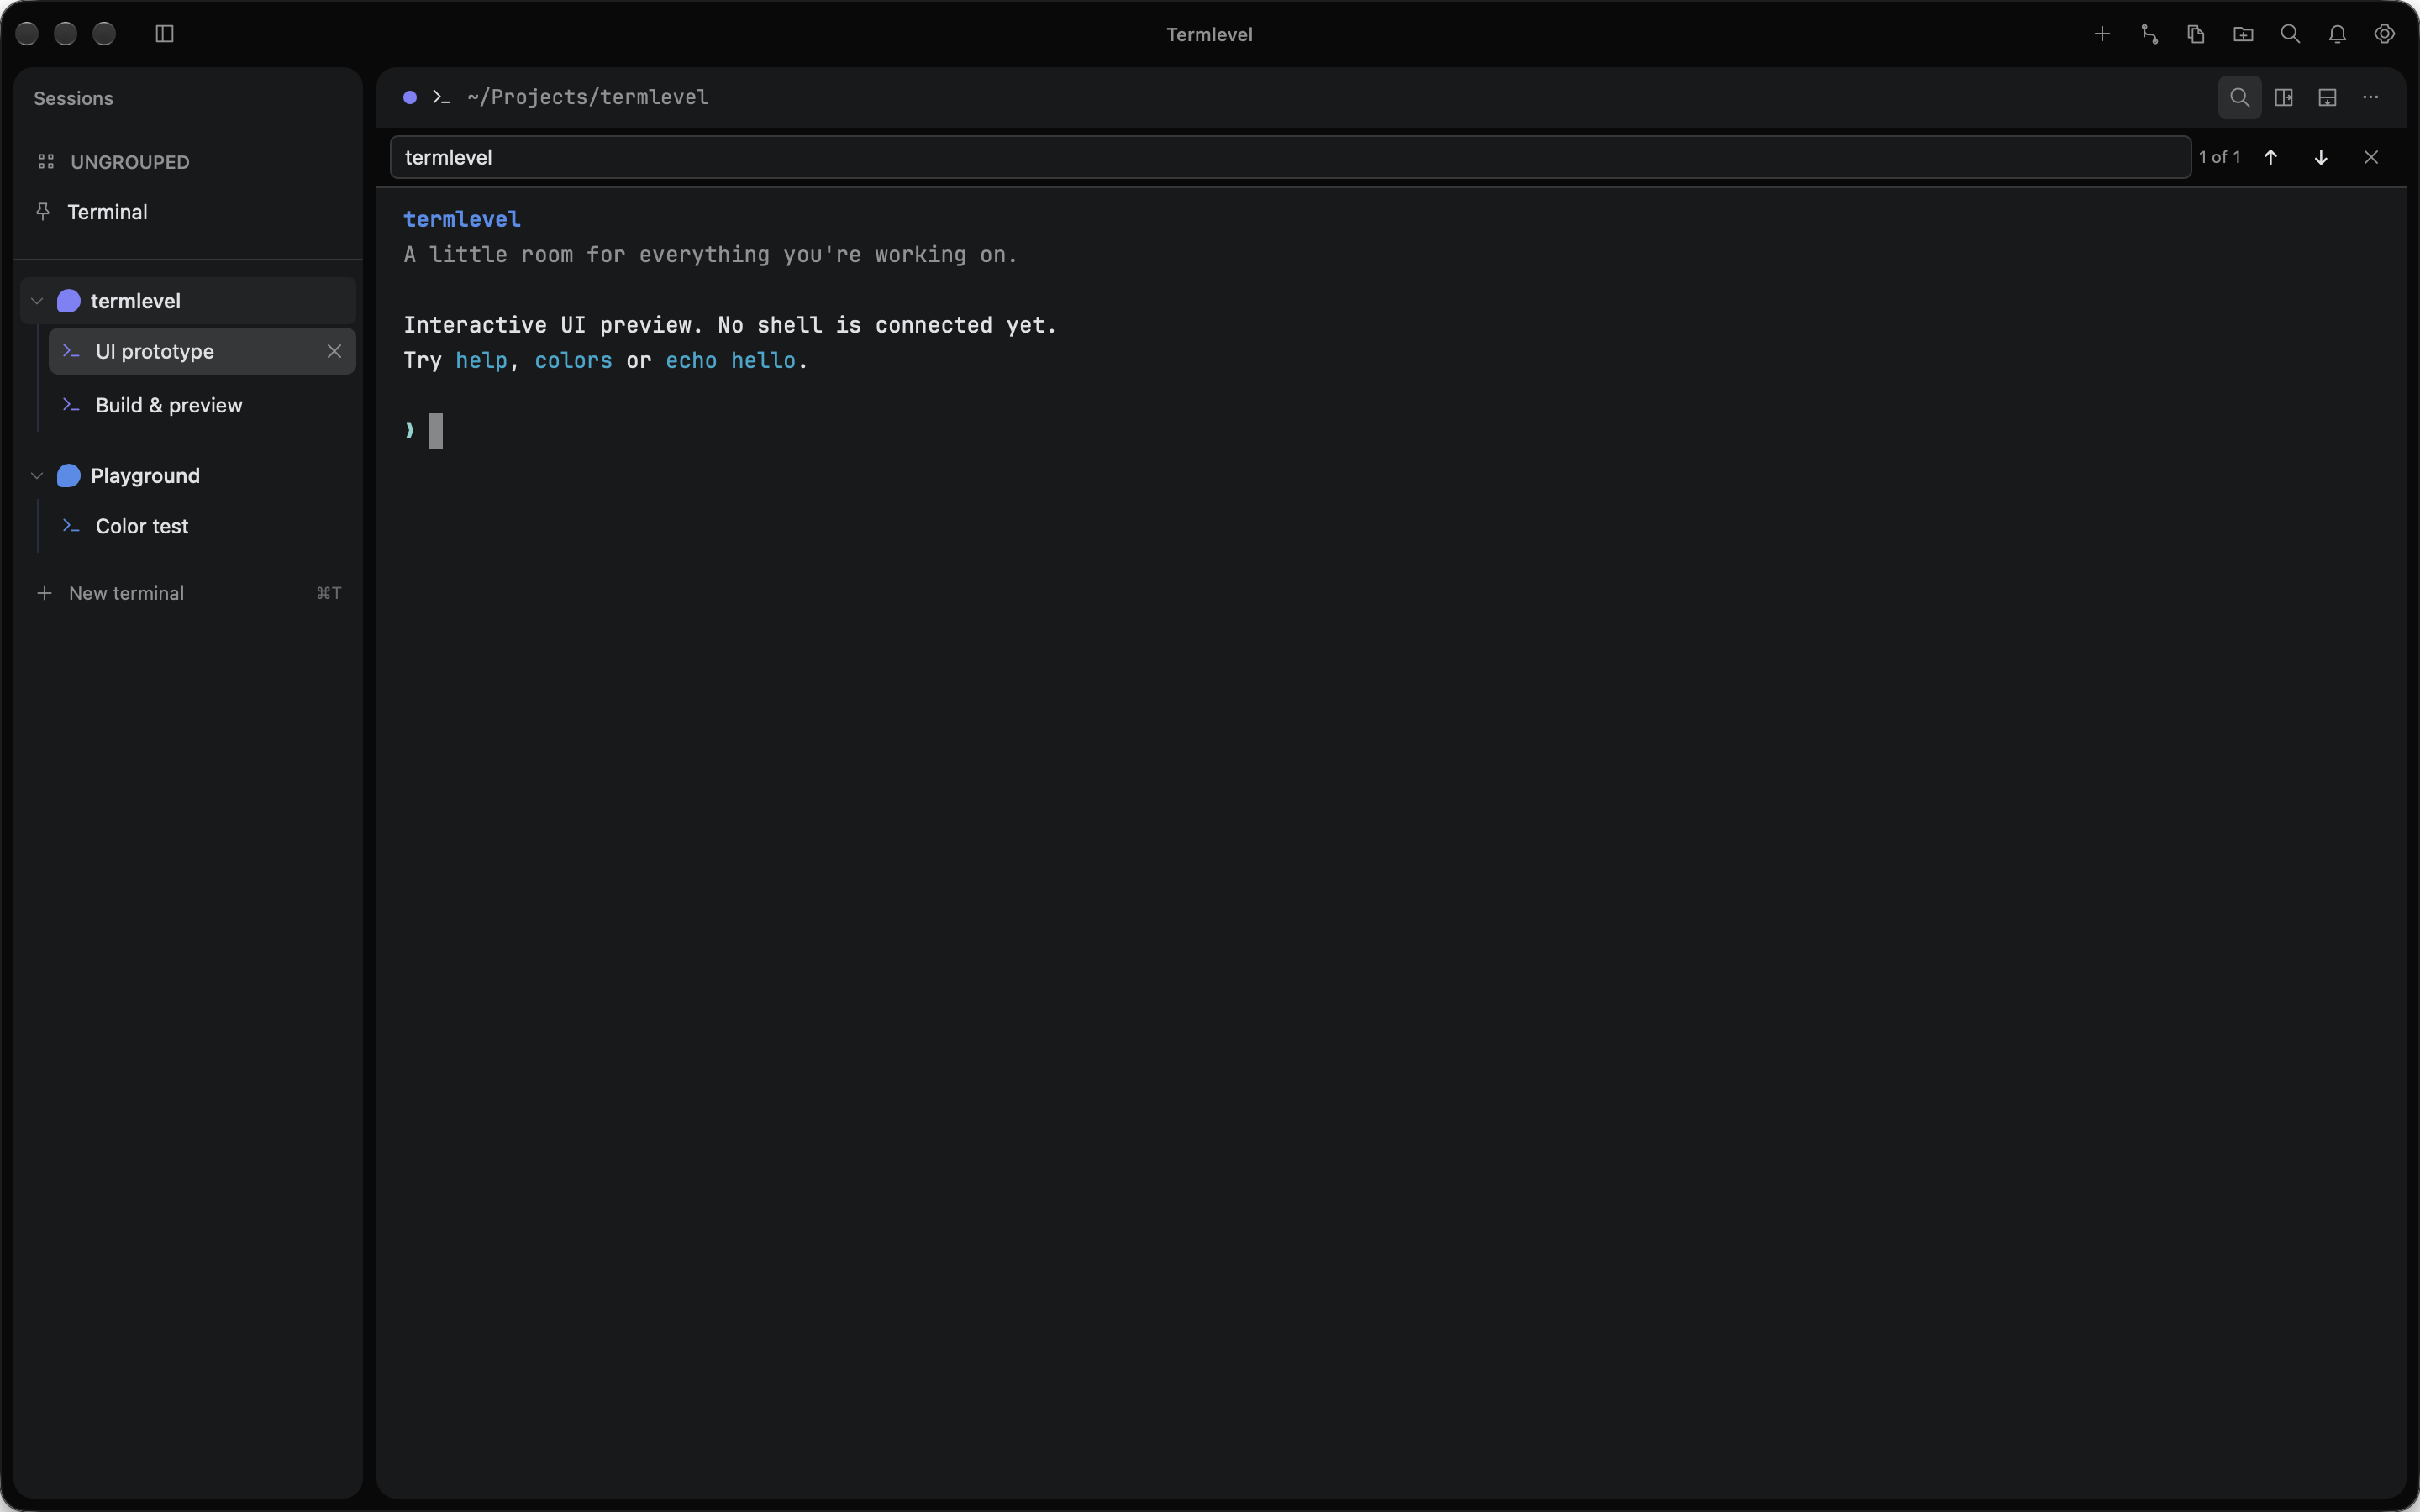 Termlevel
Sessions
UNGROUPED
Terminal
termlevel
UI prototype
Build & preview
Playground
Color test
New terminal ⌘T
~/Projects/termlevel
termlevel
1 of 1
termlevel
A little room for everything you're working on.
Interactive UI preview. No shell is connected yet.
Try help, colors or echo hello.
❯